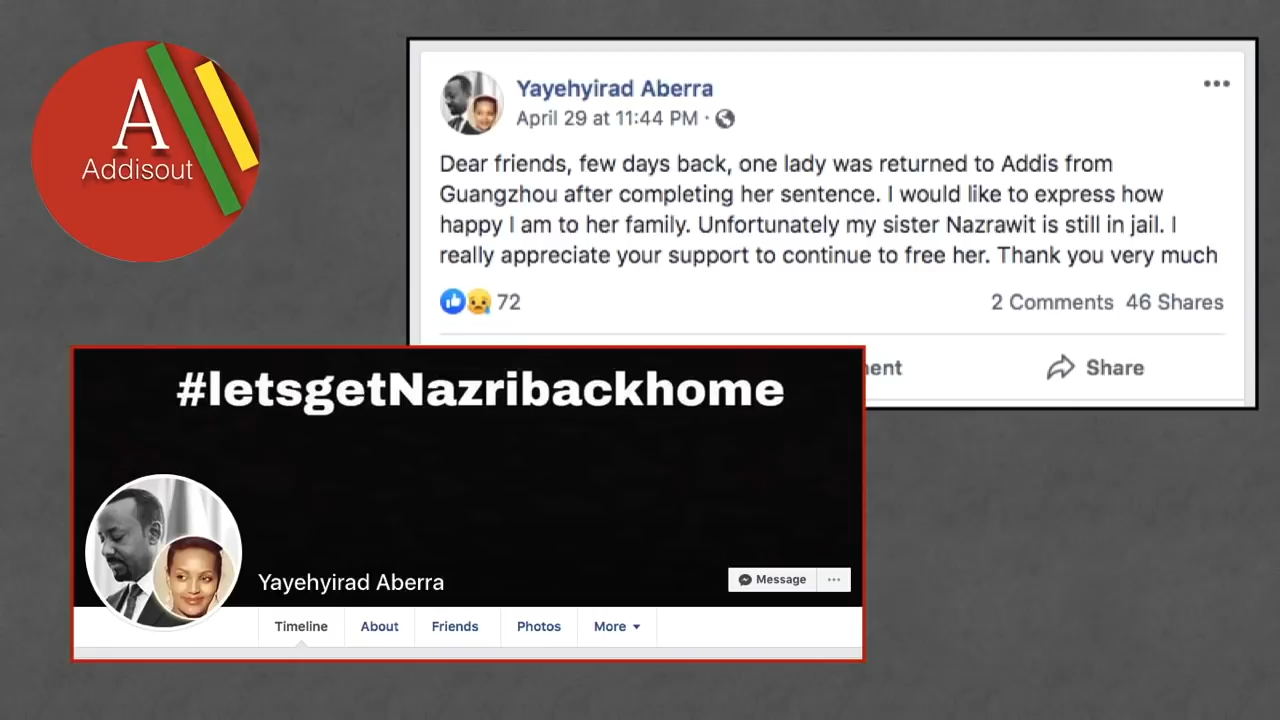 A
Addisout
Yayehyirad Aberra
April 29 at 11:44 PM ·
Dear friends, few days back, one lady was returned to Addis from
Guangzhou after completing her sentence. I would like to express how
happy I am to her family. Unfortunately my sister Nazrawit is still in jail. I
really appreciate your support to continue to free her. Thank you very much
72
2 Comments 46 Shares
ent
Share
#letsgetNazribackhome
Yayehyirad Aberra
Message
Timeline About Friends Photos More